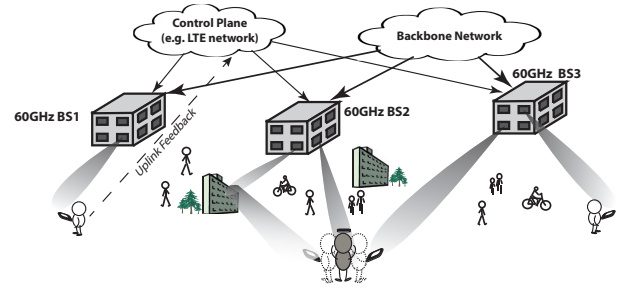 Control Plane
(e.g. LTE network)
Backbone Network
60GHz BS1
60GHz BS2
60GHz BS3
Uplink Feedback